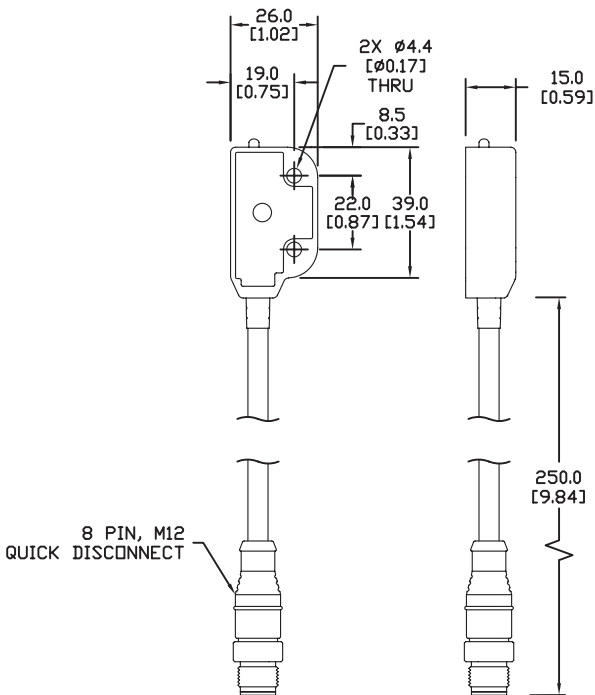 26.0
[1.02]
19.0
[0.75]
2X Ø4.4
[Ø0.17]
THRU
8.5
[0.33]
15.0
[0.59]
22.0
[0.87]
39.0
[1.54]
250.0
[9.84]
8 PIN, M12
QUICK DISCONNECT